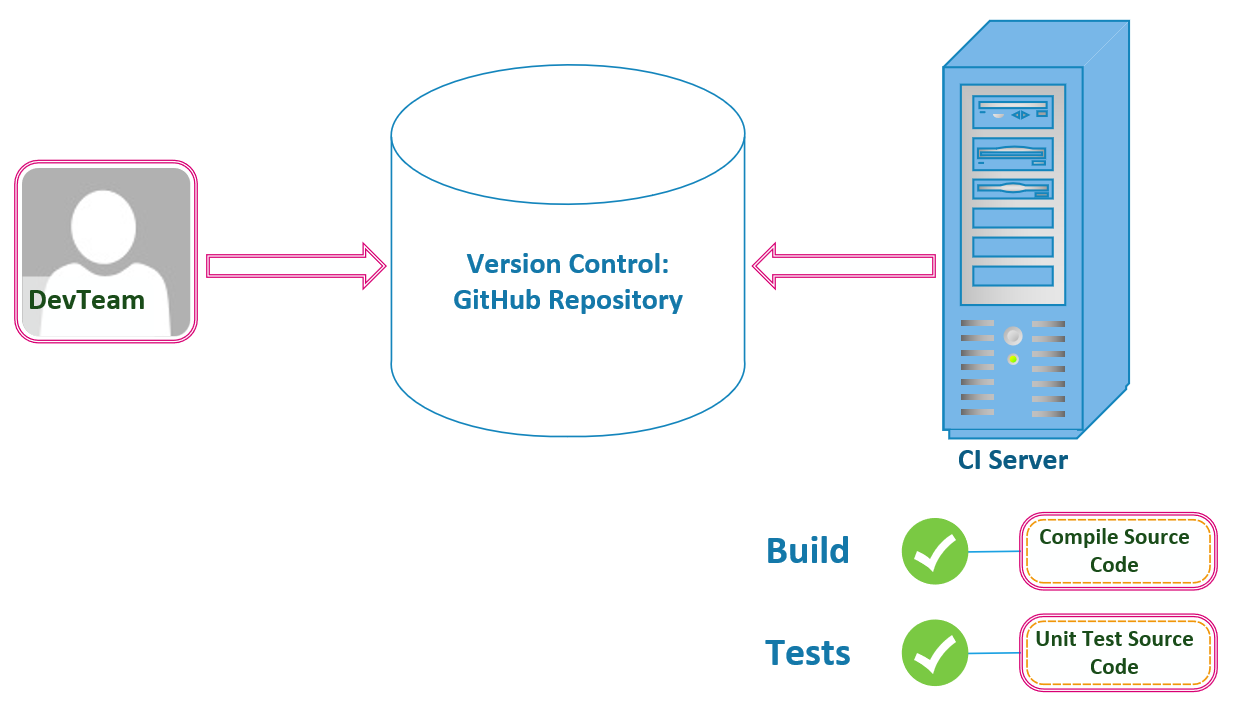 DevTeam
Version Control:
GitHub Repository
CI Server
Build
Compile Source
Code
Tests
Unit Test Source
Code